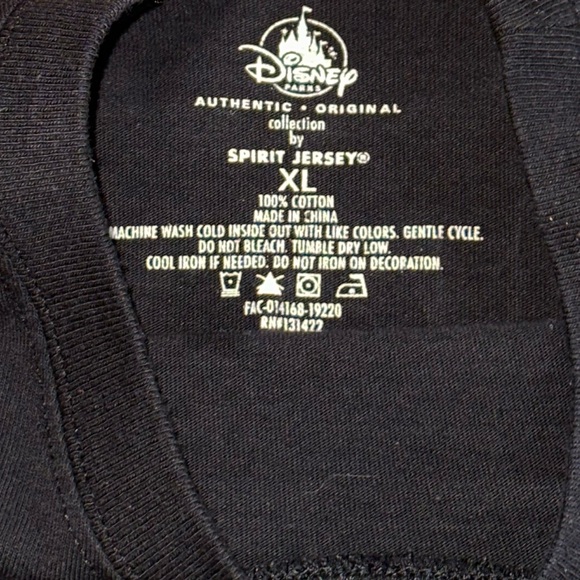 Disney
PARKS
AUTHENTIC • ORIGINAL
collection
by
SPIRIT JERSEY®
XL
100% COTTON
MADE IN CHINA
MACHINE WASH COLD INSIDE OUT WITH LIKE COLORS. GENTLE CYCLE.
DO NOT BLEACH. TUMBLE DRY LOW.
COOL IRON IF NEEDED. DO NOT IRON ON DECORATION.
FAC-014168-19220
RN#131422